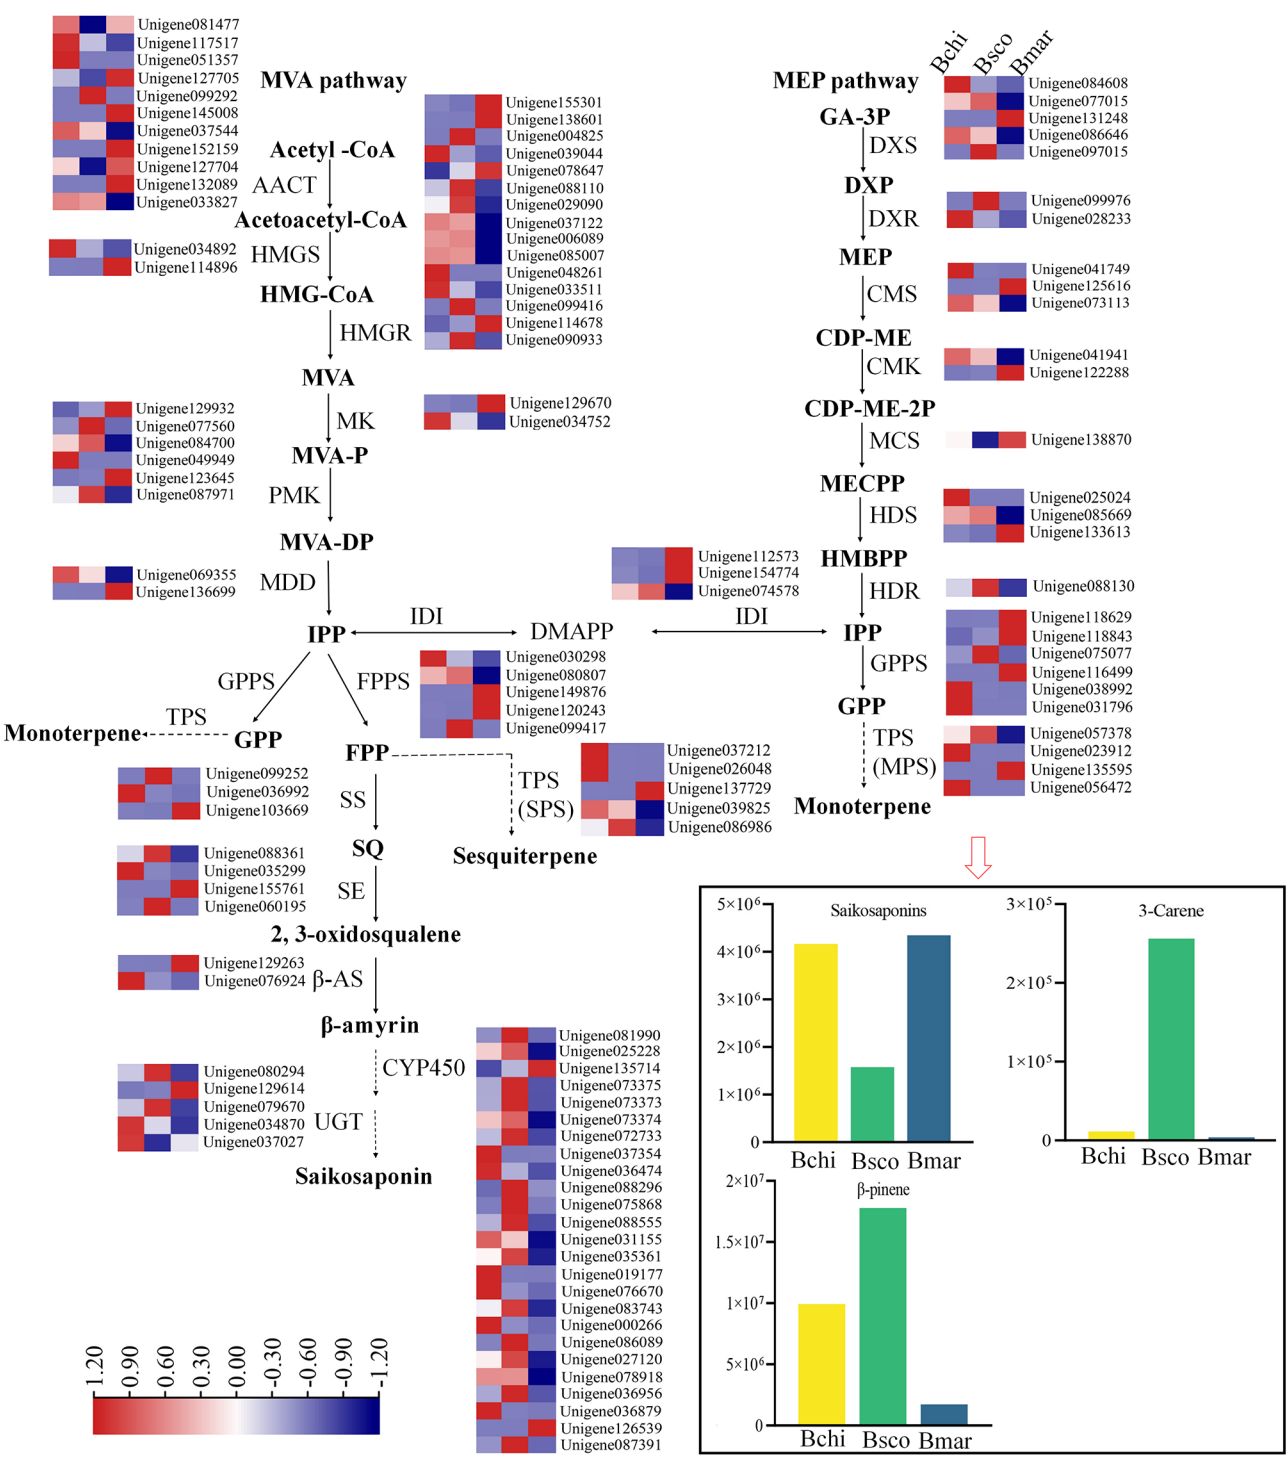 Unigene081477
Unigene117517
Unigene051357
Unigene127705
Unigene099292
Unigene145008
Unigene037544
Unigene152159
Unigene127704
Unigene132089
Unigene033827
Unigene034892
Unigene114896
MVA pathway
Acetyl -CoA
AACT
Acetoacetyl-CoA
HMGS
HMG-CoA
HMGR
MVA
MK
MVA-P
PMK
MVA-DP
MDD
IPP
IDI
DMAPP
IDI
Unigene155301
Unigene138601
Unigene004825
Unigene039044
Unigene078647
Unigene088110
Unigene029090
Unigene037122
Unigene006089
Unigene085007
Unigene048261
Unigene033511
Unigene099416
Unigene114678
Unigene090933
Unigene129670
Unigene034752
Unigene129932
Unigene077560
Unigene084700
Unigene049949
Unigene123645
Unigene087971
Unigene069355
Unigene136699
Unigene112573
Unigene154774
Unigene074578
GPPS
FPPS
TPS
Monoterpene
GPP
FPP
Unigene030298
Unigene080807
Unigene149876
Unigene120243
Unigene099417
Unigene099252
Unigene036992
Unigene103669
SS
TPS
(SPS)
Unigene037212
Unigene026048
Unigene137729
Unigene039825
Unigene086986
SQ
Sesquiterpene
Unigene088361
Unigene035299
Unigene155761
Unigene060195
SE
2, 3-oxidosqualene
Unigene129263
Unigene076924
β-AS
β-amyrin
CYP450
UGT
Saikosaponin
Unigene080294
Unigene129614
Unigene079670
Unigene034870
Unigene037027
Unigene081990
Unigene025228
Unigene135714
Unigene073375
Unigene073373
Unigene073374
Unigene072733
Unigene037354
Unigene036474
Unigene088296
Unigene075868
Unigene088555
Unigene031155
Unigene035361
Unigene019177
Unigene076670
Unigene083743
Unigene000266
Unigene086089
Unigene027120
Unigene078918
Unigene036956
Unigene036879
Unigene126539
Unigene087391
1.20 0.90 0.60 0.30 0.00 -0.30 -0.60 -0.90 -1.20
Bchi Bsco Bmar
MEP pathway
GA-3P
DXS
DXP
DXR
MEP
CMS
CDP-ME
CMK
CDP-ME-2P
MCS
MECPP
HDS
HMBPP
HDR
IPP
GPPS
GPP
TPS
(MPS)
Monoterpene
Unigene084608
Unigene077015
Unigene131248
Unigene086646
Unigene097015
Unigene099976
Unigene028233
Unigene041749
Unigene125616
Unigene073113
Unigene041941
Unigene122288
Unigene138870
Unigene025024
Unigene085669
Unigene133613
Unigene088130
Unigene118629
Unigene118843
Unigene075077
Unigene116499
Unigene038992
Unigene031796
Unigene057378
Unigene023912
Unigene135595
Unigene056472
Saikosaponins
5×10⁶
4×10⁶
3×10⁶
2×10⁶
1×10⁶
0
Bchi Bsco Bmar
3-Carene
3×10⁵
2×10⁵
1×10⁵
0
Bchi Bsco Bmar
β-pinene
2×10⁷
1.5×10⁷
1×10⁷
5×10⁶
0
Bchi Bsco Bmar